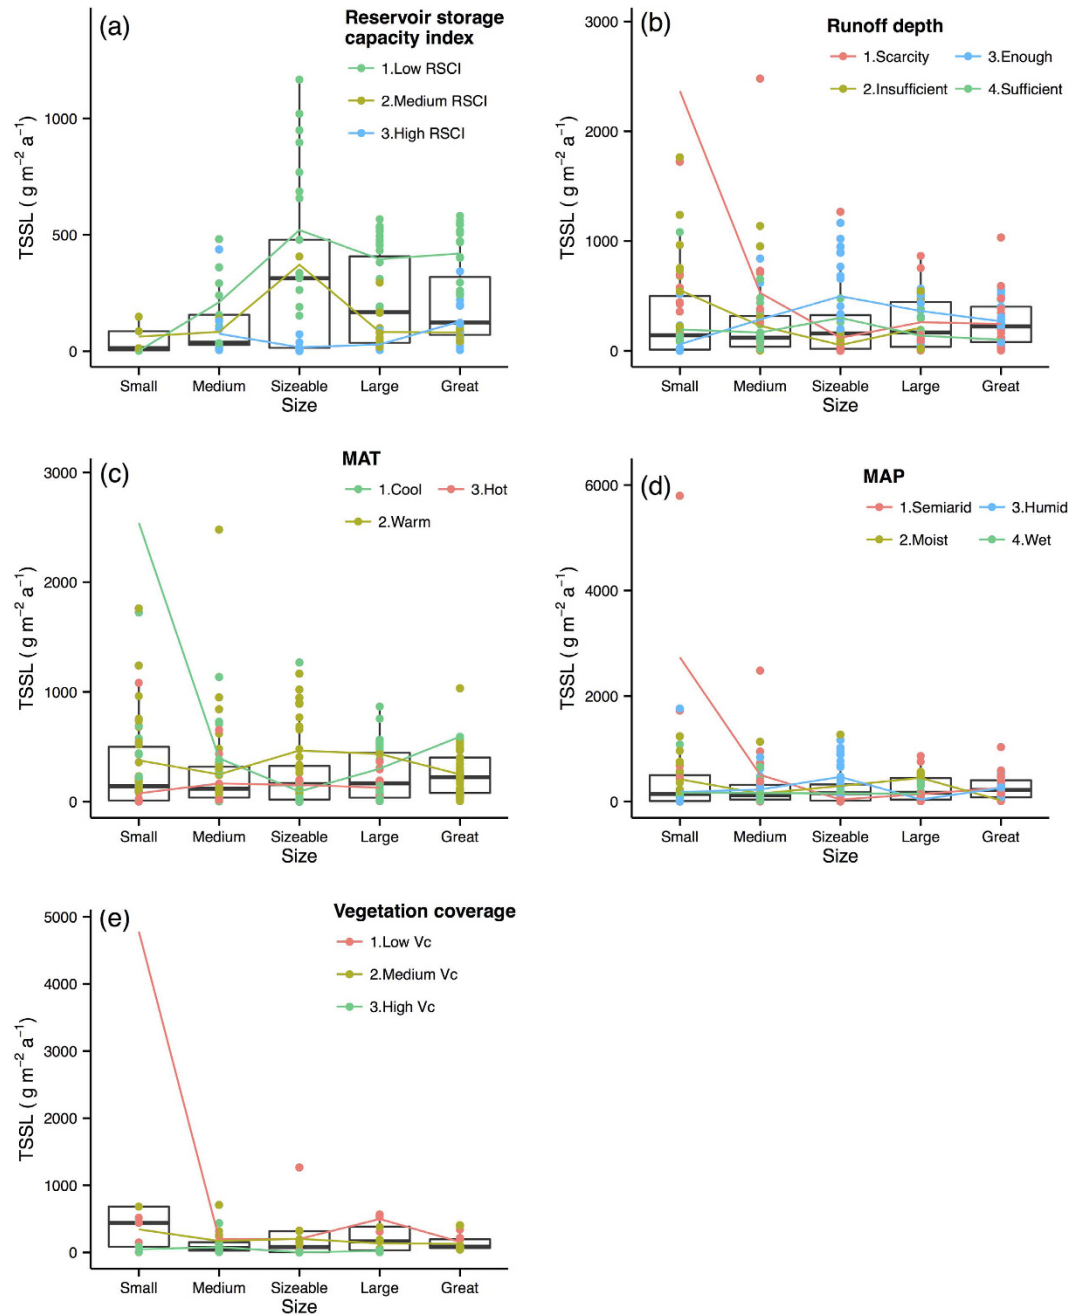 (a)
Reservoir storage
capacity index
1.Low RSCI
2.Medium RSCI
3.High RSCI
TSSL ( g m⁻² a⁻¹)
1000
500
0
Small Medium Sizeable Large Great
Size
(b)
Runoff depth
1.Scarcity 3.Enough
2.Insufficient 4.Sufficient
TSSL ( g m⁻² a⁻¹)
3000
2000
1000
0
Small Medium Sizeable Large Great
Size
(c)
MAT
1.Cool 3.Hot
2.Warm
TSSL ( g m⁻² a⁻¹)
3000
2000
1000
0
Small Medium Sizeable Large Great
Size
(d)
MAP
1.Semiarid 3.Humid
2.Moist 4.Wet
TSSL ( g m⁻² a⁻¹)
6000
4000
2000
0
Small Medium Sizeable Large Great
Size
(e)
Vegetation coverage
1.Low Vc
2.Medium Vc
3.High Vc
TSSL ( g m⁻² a⁻¹)
5000
4000
3000
2000
1000
0
Small Medium Sizeable Large Great
Size